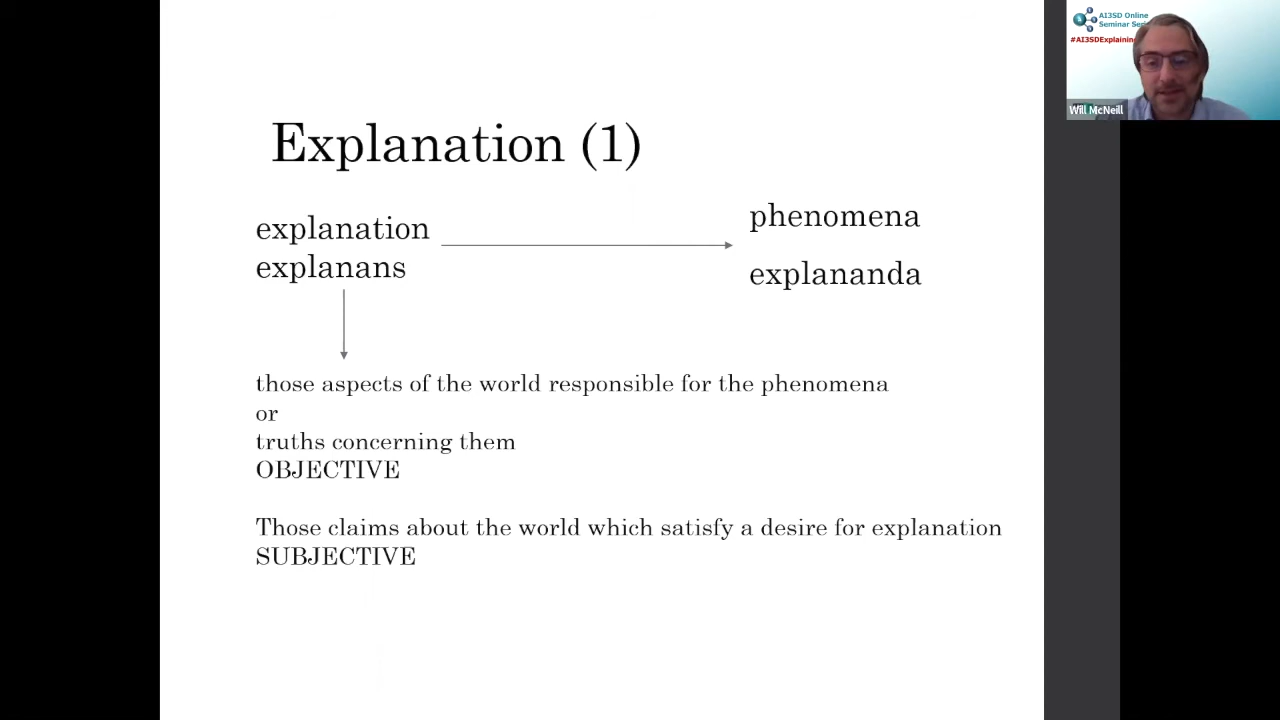 Explanation (1)
explanation
explanans
phenomena
explananda
those aspects of the world responsible for the phenomena
or
truths concerning them
OBJECTIVE
Those claims about the world which satisfy a desire for explanation
SUBJECTIVE
AI3SD Online
Seminar Seri
#AI3SDExplainin
Will McNeill